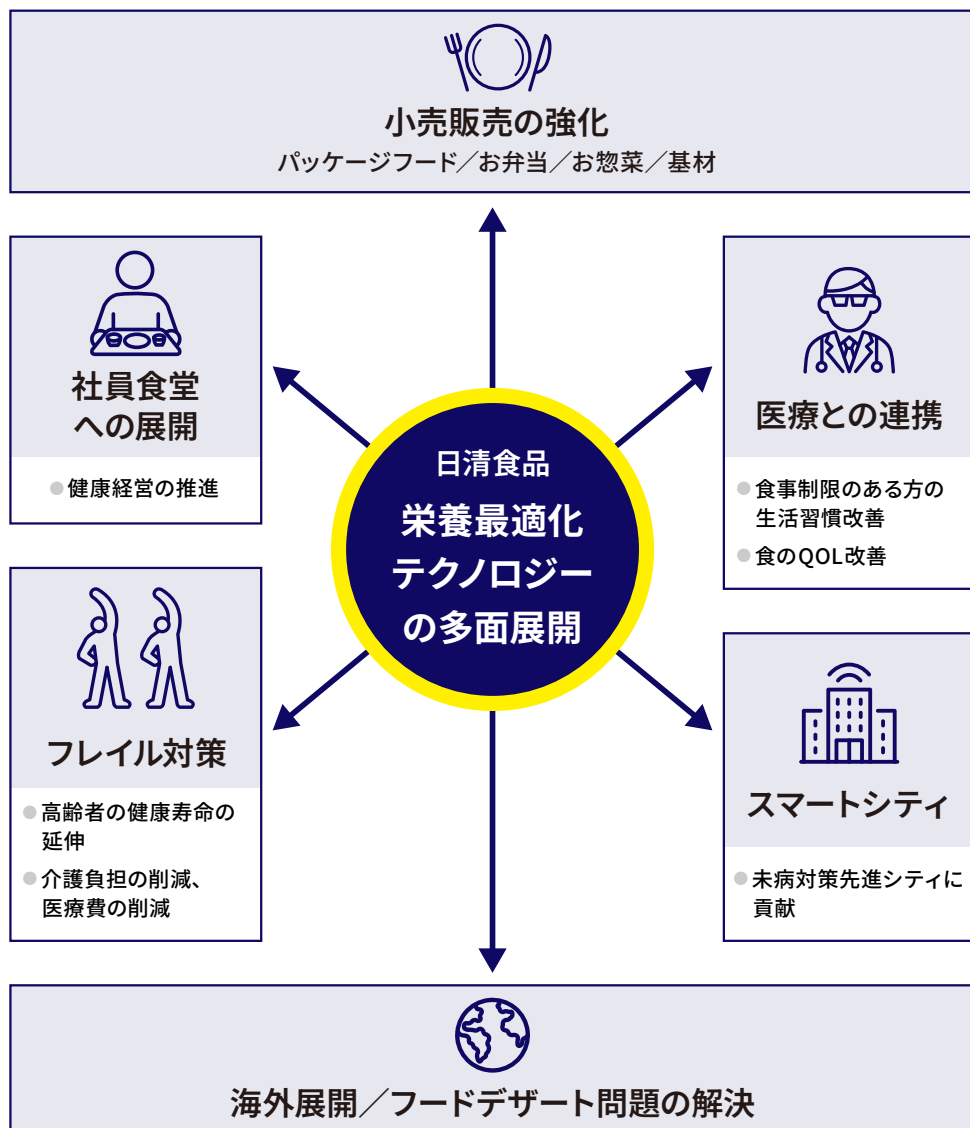 小売販売の強化
パッケージフード／お弁当／お惣菜／基材
社員食堂
への展開
●健康経営の推進
医療との連携
●食事制限のある方の
生活習慣改善
●食のQOL改善
日清食品
栄養最適化
テクノロジー
の多面展開
フレイル対策
●高齢者の健康寿命の
延伸
●介護負担の削減、
医療費の削減
スマートシティ
●未病対策先進シティに
貢献
海外展開／フードデザート問題の解決